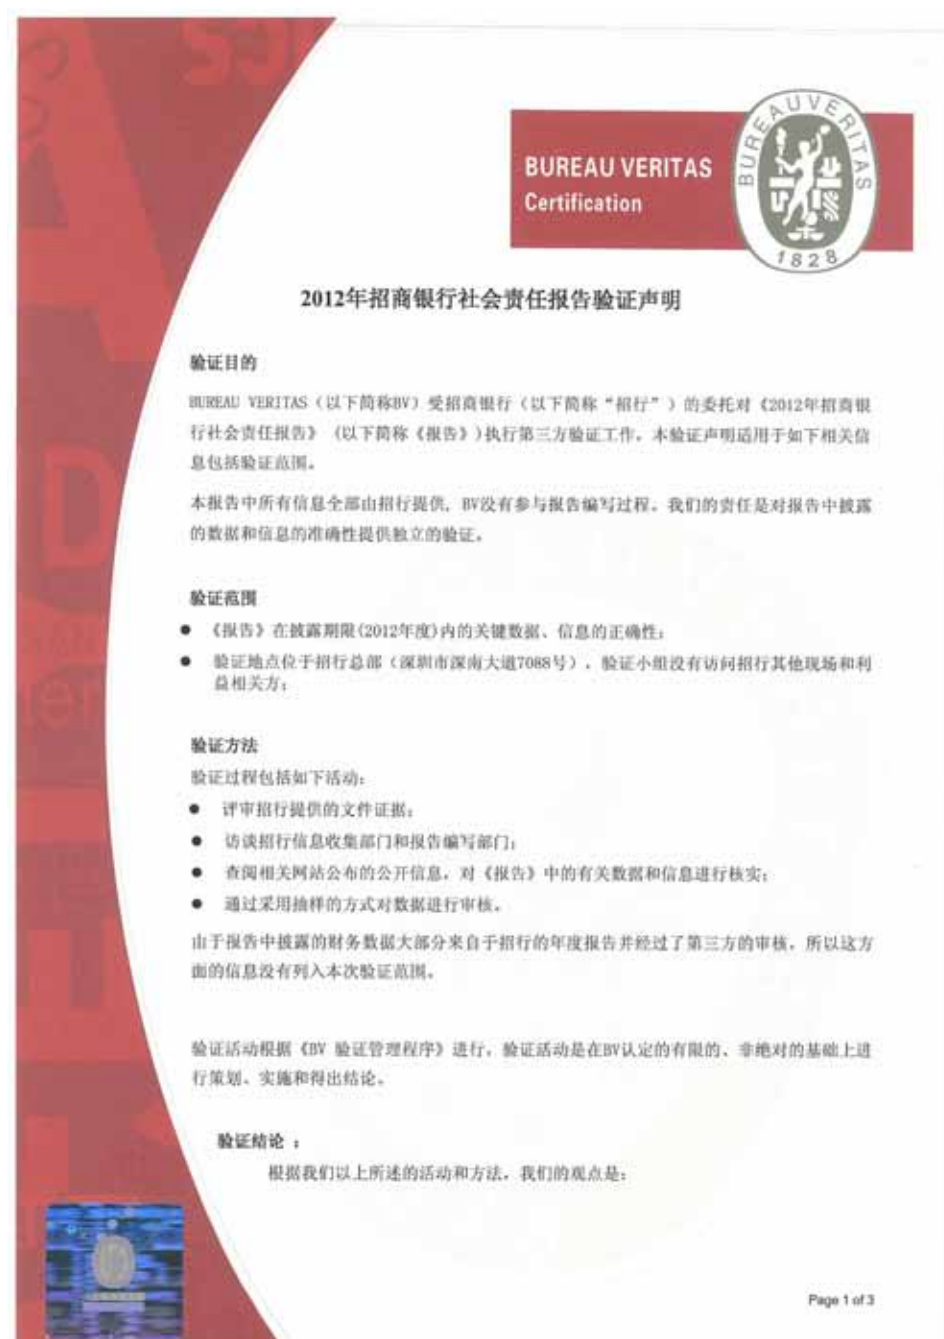 BUREAU VERITAS
Certification
BUREAU VERITAS
1828
2012年招商银行社会责任报告验证声明
验证目的
BUREAU VERITAS（以下简称BV）受招商银行（以下简称“招行”）的委托对《2012年招商银
行社会责任报告》（以下简称《报告》)执行第三方验证工作。本验证声明适用于如下相关信
息包括验证范围。
本报告中所有信息全部由招行提供, BV没有参与报告编写过程。我们的责任是对报告中披露
的数据和信息的准确性提供独立的验证。
验证范围
● 《报告》在披露期限(2012年度)内的关键数据、信息的正确性；
● 验证地点位于招行总部（深圳市深南大道7088号）。验证小组没有访问招行其他现场和利
益相关方；
验证方法
验证过程包括如下活动：
● 评审招行提供的文件证据；
● 访谈招行信息收集部门和报告编写部门；
● 查阅相关网站公布的公开信息，对《报告》中的有关数据和信息进行核实；
● 通过采用抽样的方式对数据进行审核。
由于报告中披露的财务数据大部分来自于招行的年度报告并经过了第三方的审核，所以这方
面的信息没有列入本次验证范围。
验证活动根据《BV 验证管理程序》进行。验证活动是在BV认定的有限的、非绝对的基础上进
行策划、实施和得出结论。
验证结论 ：
根据我们以上所述的活动和方法，我们的观点是:
Page 1 of 3